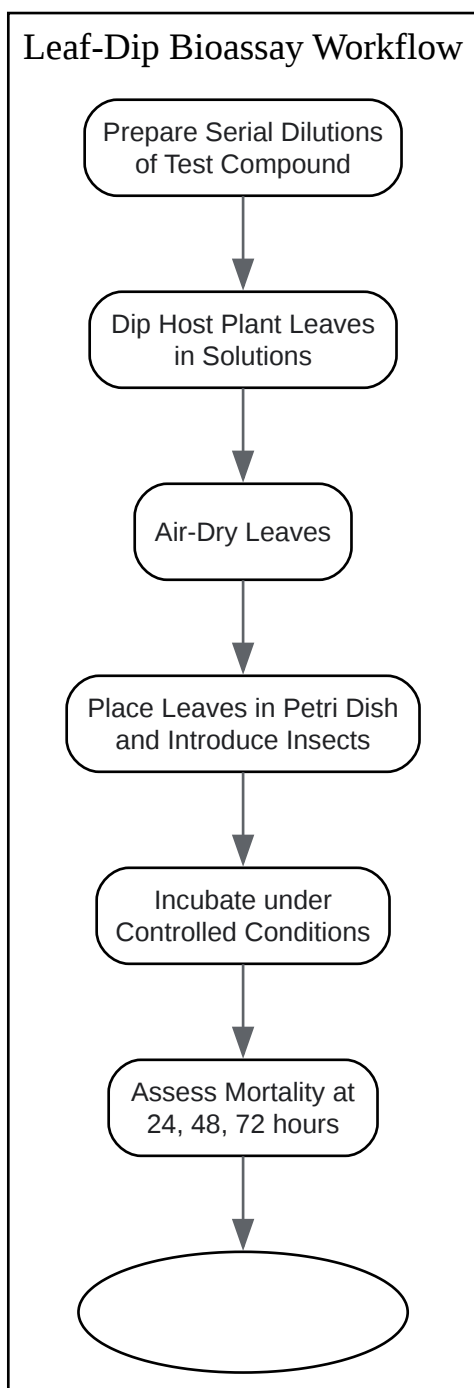 Leaf-Dip Bioassay Workflow
Prepare Serial Dilutions
of Test Compound
Dip Host Plant Leaves
in Solutions
Air-Dry Leaves
Place Leaves in Petri Dish
and Introduce Insects
Incubate under
Controlled Conditions
Assess Mortality at
24, 48, 72 hours